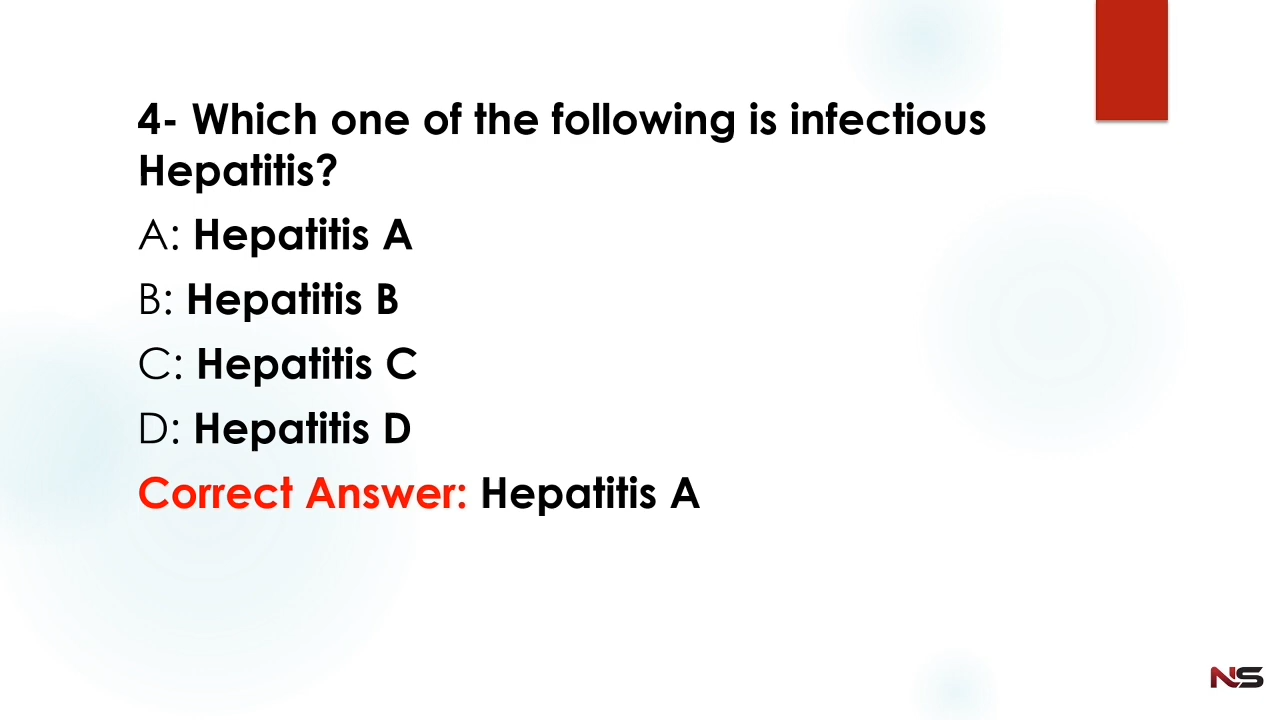 4- Which one of the following is infectious
Hepatitis?
A: Hepatitis A
B: Hepatitis B
C: Hepatitis C
D: Hepatitis D
Correct Answer: Hepatitis A
NS